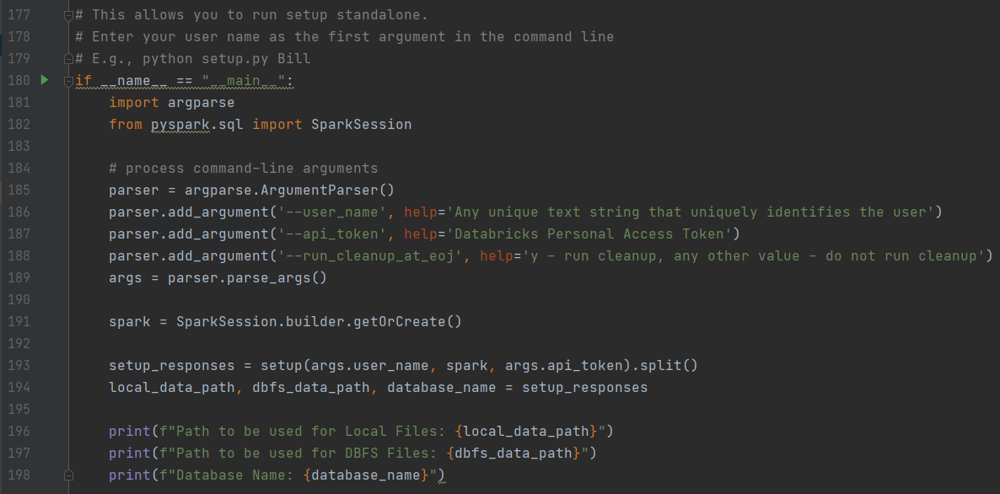 177 # This allows you to run setup standalone.
178 # Enter your user name as the first argument in the command line
179 # E.g., python setup.py Bill
180 if __name__ == "__main__":
181     import argparse
182     from pyspark.sql import SparkSession
183
184     # process command-line arguments
185     parser = argparse.ArgumentParser()
186     parser.add_argument('--user_name', help='Any unique text string that uniquely identifies the user')
187     parser.add_argument('--api_token', help='Databricks Personal Access Token')
188     parser.add_argument('--run_cleanup_at_eoj', help='y - run cleanup, any other value - do not run cleanup')
189     args = parser.parse_args()
190
191     spark = SparkSession.builder.getOrCreate()
192
193     setup_responses = setup(args.user_name, spark, args.api_token).split()
194     local_data_path, dbfs_data_path, database_name = setup_responses
195
196     print(f"Path to be used for Local Files: {local_data_path}")
197     print(f"Path to be used for DBFS Files: {dbfs_data_path}")
198     print(f"Database Name: {database_name}")